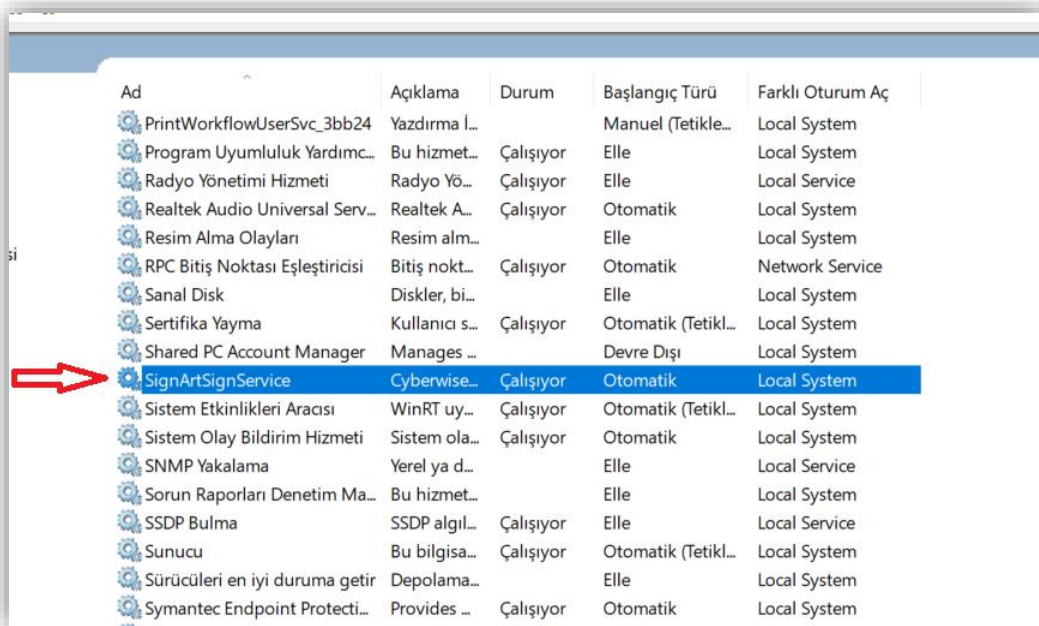 Ad Açıklama Durum Başlangıç Türü Farklı Oturum Aç
PrintWorkflowUserSvc_3bb24 Yazdırma İ... Manuel (Tetikle... Local System
Program Uyumluluk Yardımc... Bu hizmet... Çalışıyor Elle Local System
Radyo Yönetimi Hizmeti Radyo Yö... Çalışıyor Elle Local Service
Realtek Audio Universal Serv... Realtek A... Çalışıyor Otomatik Local System
Resim Alma Olayları Resim alm... Elle Local System
si
RPC Bitiş Noktası Eşleştiricisi Bitiş nokt... Çalışıyor Otomatik Network Service
Sanal Disk Diskler, bi... Elle Local System
Sertifika Yayma Kullanıcı s... Çalışıyor Otomatik (Tetikl... Local System
Shared PC Account Manager Manages ... Devre Dışı Local System
SignArtSignService Cyberwise... Çalışıyor Otomatik Local System
Sistem Etkinlikleri Aracısı WinRT uy... Çalışıyor Otomatik (Tetikl... Local System
Sistem Olay Bildirim Hizmeti Sistem ola... Çalışıyor Otomatik Local System
SNMP Yakalama Yerel ya d... Elle Local Service
Sorun Raporları Denetim Ma... Bu hizmet... Elle Local System
SSDP Bulma SSDP algıl... Çalışıyor Elle Local Service
Sunucu Bu bilgisa... Çalışıyor Otomatik (Tetikl... Local System
Sürücüleri en iyi duruma getir Depolama... Elle Local System
Symantec Endpoint Protecti... Provides ... Çalışıyor Otomatik Local System